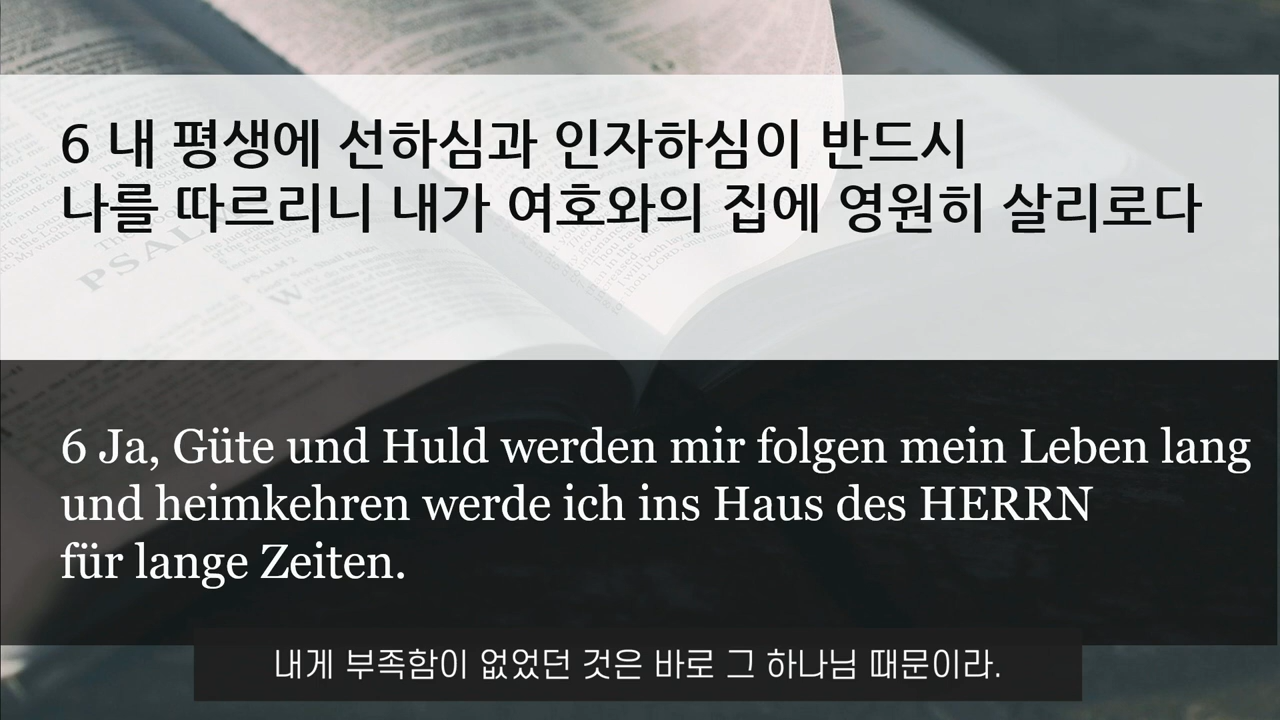 6 내 평생에 선하심과 인자하심이 반드시
나를 따르리니 내가 여호와의 집에 영원히 살리로다
PSAL
PSALM 2
6 Ja, Güte und Huld werden mir folgen mein Leben lang
und heimkehren werde ich ins Haus des HERRN
für lange Zeiten.
내게 부족함이 없었던 것은 바로 그 하나님 때문이라.